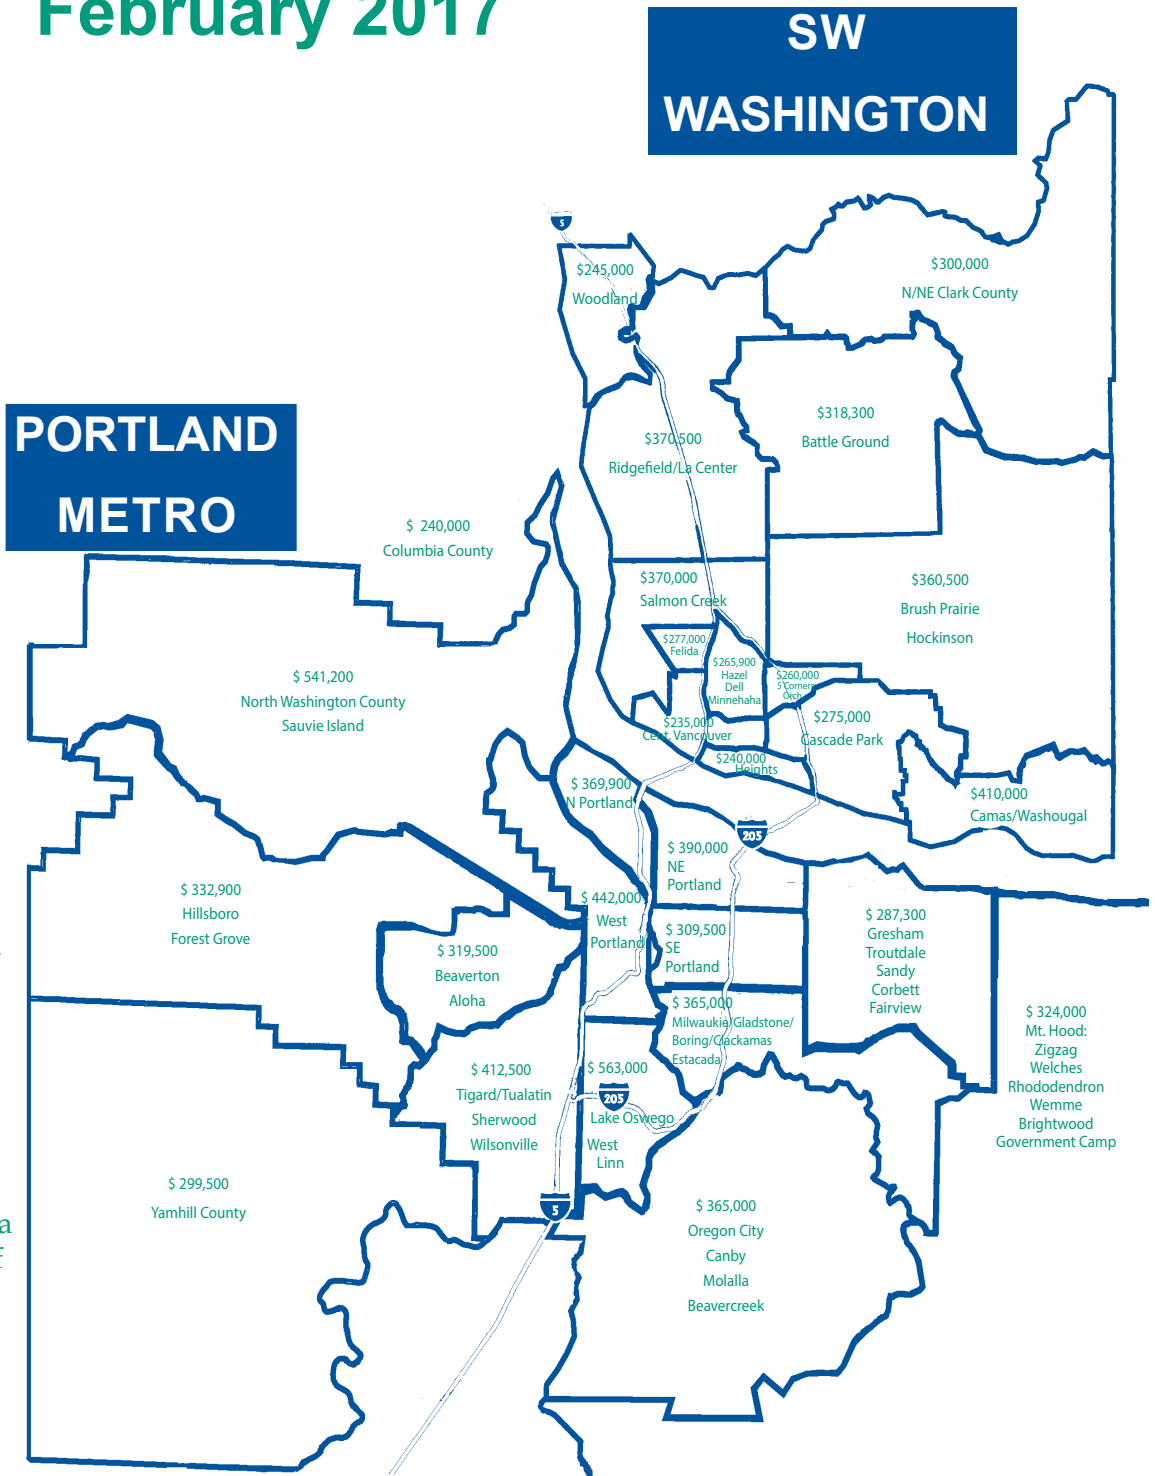 February 2017
SW
WASHINGTON
5
$245,000
Woodland
$300,000
N/NE Clark County
$318,300
Battle Ground
$370,500
Ridgefield/La Center
PORTLAND
METRO
$ 240,000
Columbia County
$370,000
Salmon Creek
$360,500
Brush Prairie
Hockinson
$277,000
Felida
$265,900
Hazel
Dell
Minnehaha
$260,000
5 Corners
Orch.
$ 541,200
North Washington County
Sauvie Island
$235,000
Cent. Vancouver
$275,000
Cascade Park
$240,000
Heights
$ 369,900
N Portland
$410,000
Camas/Washougal
205
$ 390,000
NE
Portland
$ 332,900
Hillsboro
Forest Grove
$ 442,000
West
Portland
$ 309,500
SE
Portland
$ 287,300
Gresham
Troutdale
Sandy
Corbett
Fairview
$ 319,500
Beaverton
Aloha
$ 365,000
Milwaukie/Gladstone/
Boring/Clackamas
Estacada
$ 324,000
Mt. Hood:
Zigzag
Welches
Rhododendron
Wemme
Brightwood
Government Camp
$ 412,500
Tigard/Tualatin
Sherwood
Wilsonville
$ 563,000
205
Lake Oswego
West
Linn
$ 299,500
Yamhill County
5
$ 365,000
Oregon City
Canby
Molalla
Beavercreek
a
f